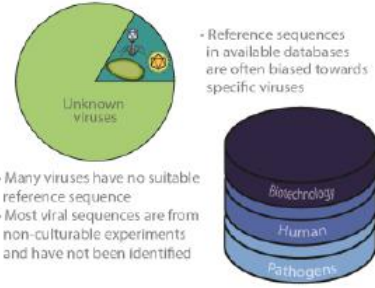 Unknown
viruses
- Reference sequences
in available databases
are often biased towards
specific viruses
- Many viruses have no suitable
reference sequence
- Most viral sequences are from
non-culturable experiments
and have not been identified
Biotechnology
Human
Pathogens